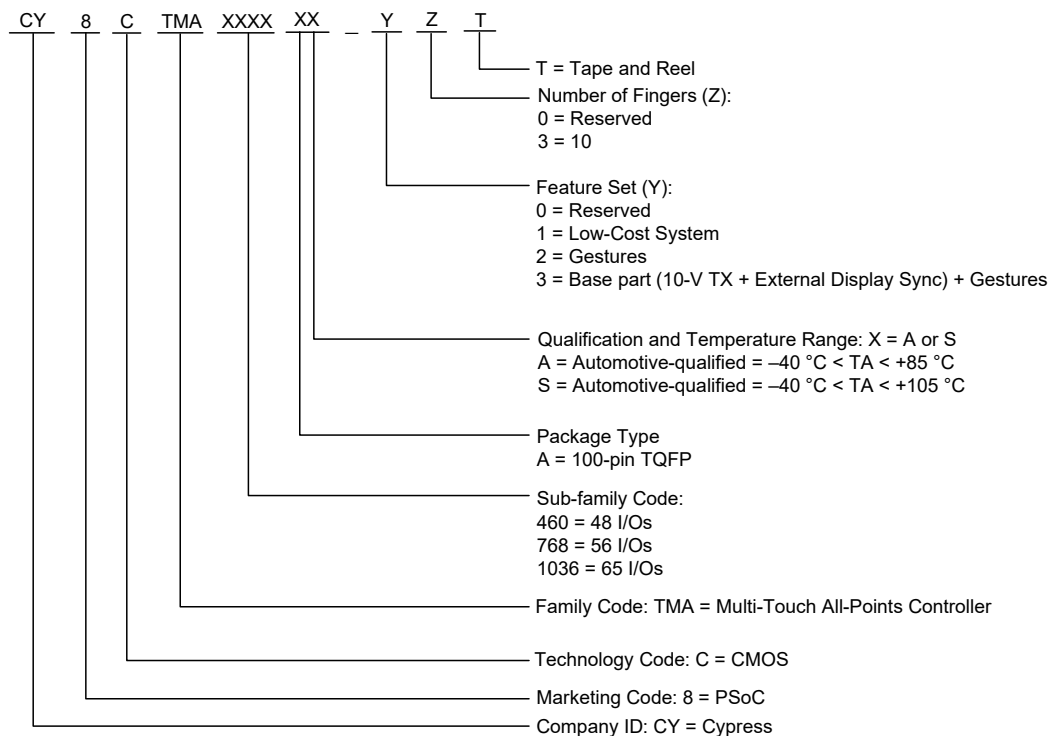 CY 8 C TMA XXXX XX _ Y Z T
T = Tape and Reel
Number of Fingers (Z):
0 = Reserved
3 = 10
Feature Set (Y):
0 = Reserved
1 = Low-Cost System
2 = Gestures
3 = Base part (10-V TX + External Display Sync) + Gestures
Qualification and Temperature Range: X = A or S
A = Automotive-qualified = –40 °C < TA < +85 °C
S = Automotive-qualified = –40 °C < TA < +105 °C
Package Type
A = 100-pin TQFP
Sub-family Code:
460 = 48 I/Os
768 = 56 I/Os
1036 = 65 I/Os
Family Code: TMA = Multi-Touch All-Points Controller
Technology Code: C = CMOS
Marketing Code: 8 = PSoC
Company ID: CY = Cypress